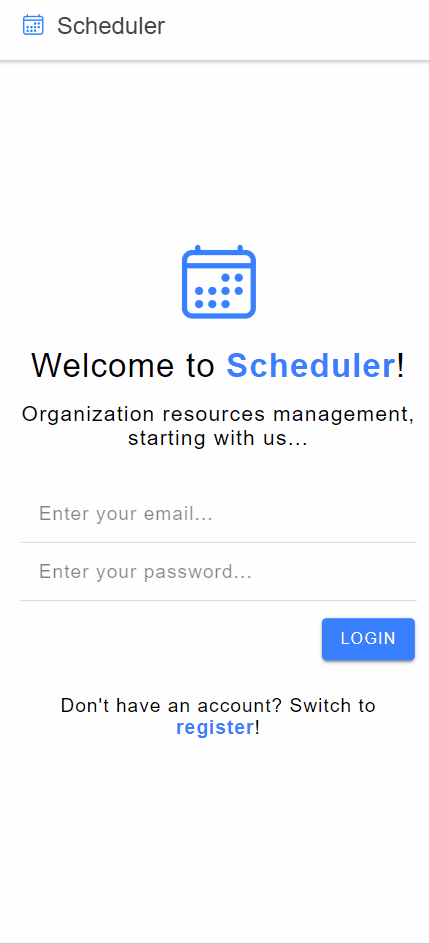 Scheduler
Welcome to Scheduler!
Organization resources management,
starting with us...
Enter your email...
Enter your password...
LOGIN
Don't have an account? Switch to
register!